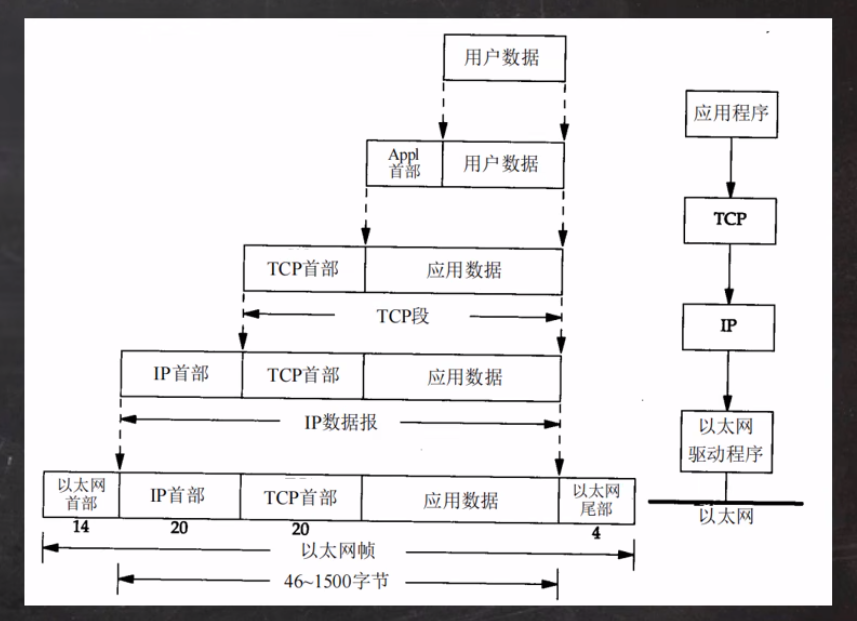 用户数据
应用程序
Appl
首部
用户数据
TCP
TCP首部
应用数据
TCP段
IP
IP首部
TCP首部
应用数据
IP数据报
以太网
驱动程序
以太网
首部
IP首部
TCP首部
应用数据
以太网
尾部
以太网
14
20
20
4
以太网帧
46~1500字节